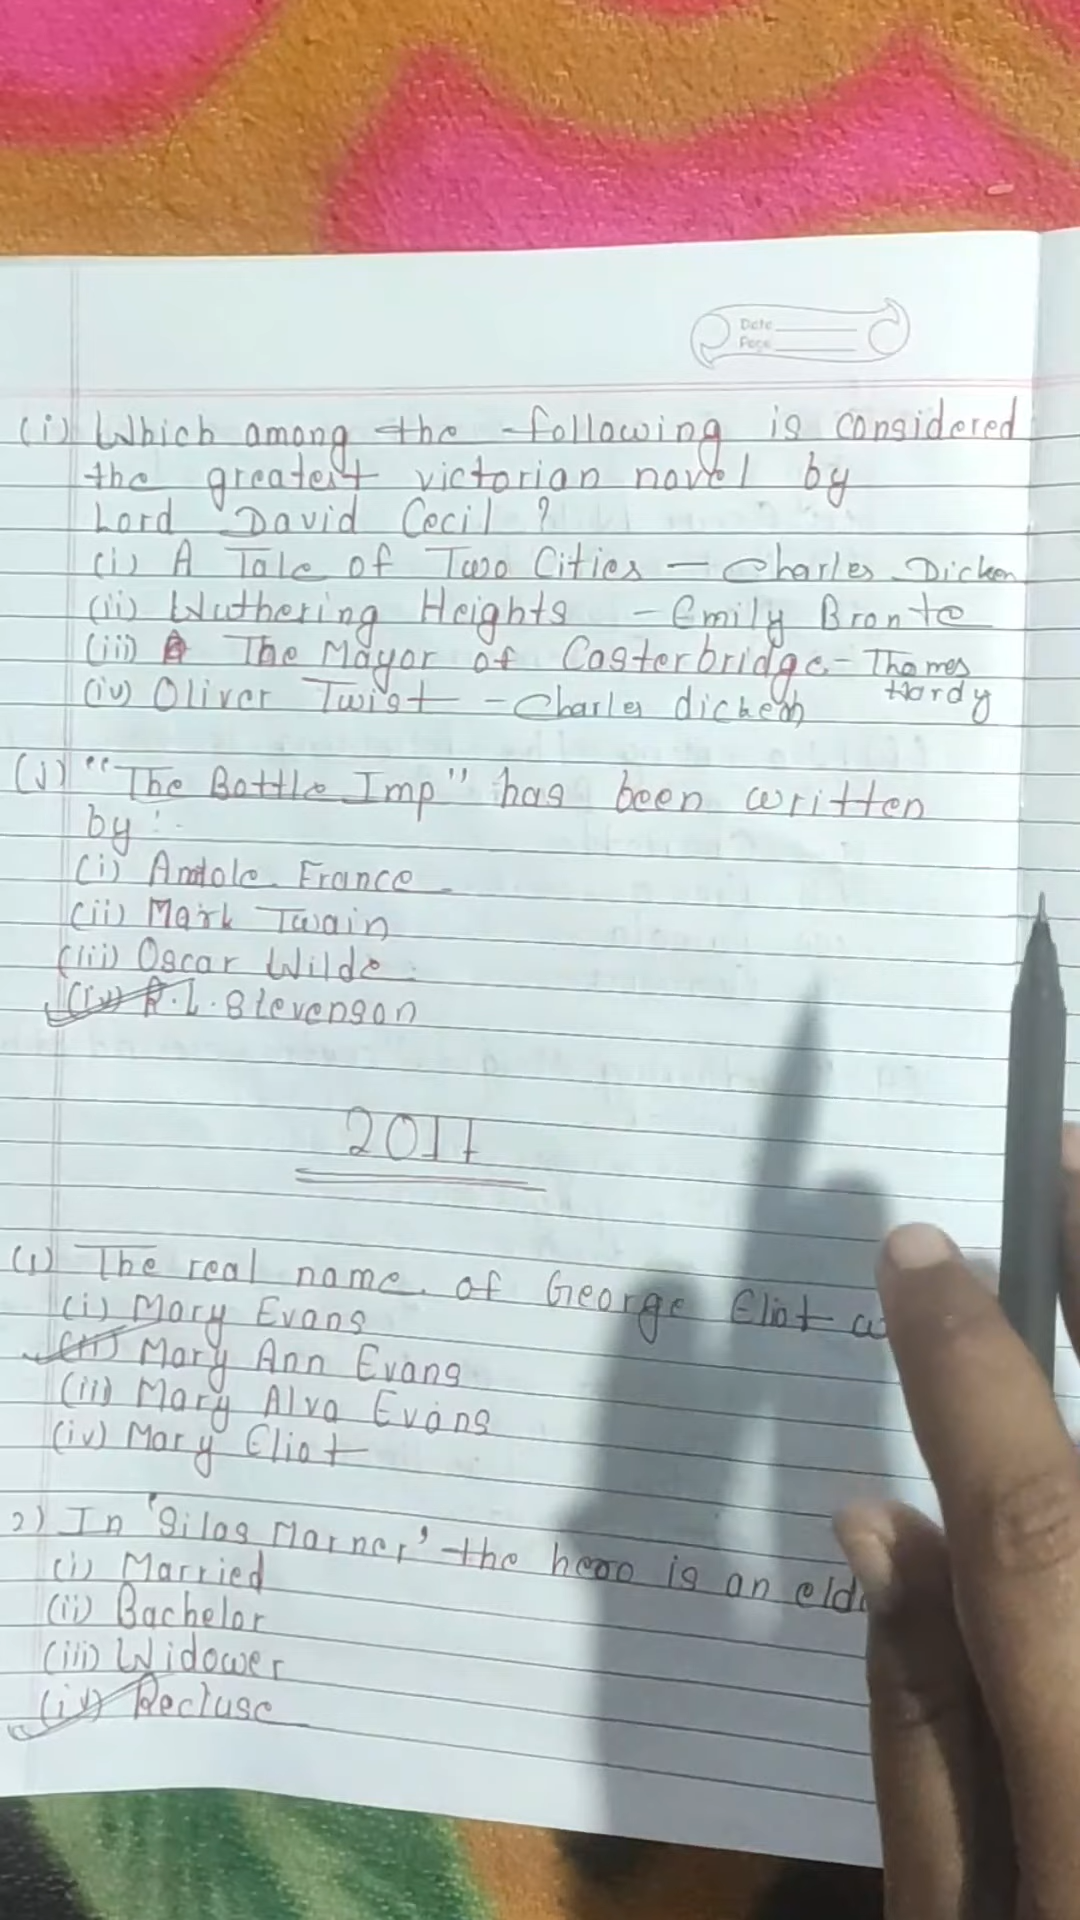 Date
Page
(i) Which among the following is considered
the greatest victorian novel by
Lord David Cecil ?
(i) A Tale of Two Cities – Charles Dicken
(ii) Wuthering Heights – Emily Bronte
(iii) The Mayor of Casterbridge – Thomes
Hardy
(iv) Oliver Twist – Charles dicken
(J) "The Bottle Imp" has been written
by :-
(i) France
(ii) Mark Twain
(iii) Oscar Wilde
(iv) R.L. Stevenson
2017
(1) The real name of George Eliot
(i) Mary Evans
(ii) Mary Ann Evans
(iii) Mary Alva Evans
(iv) Mary Eliot
2) In 'Silas Marner' the hero is an
(i) Married
(ii) Bachelor
(iii) Widower
(iv) Recluse